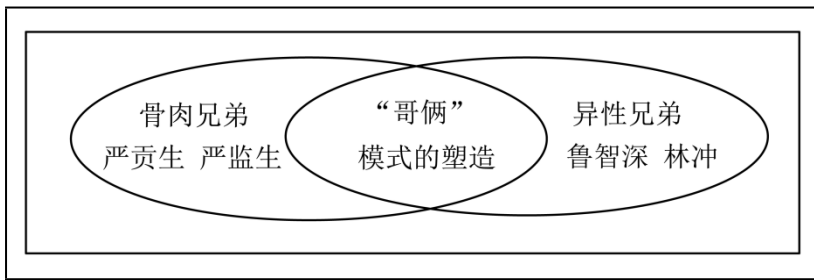 骨肉兄弟
严贡生 严监生
“哥俩”
模式的塑造
异性兄弟
鲁智深 林冲